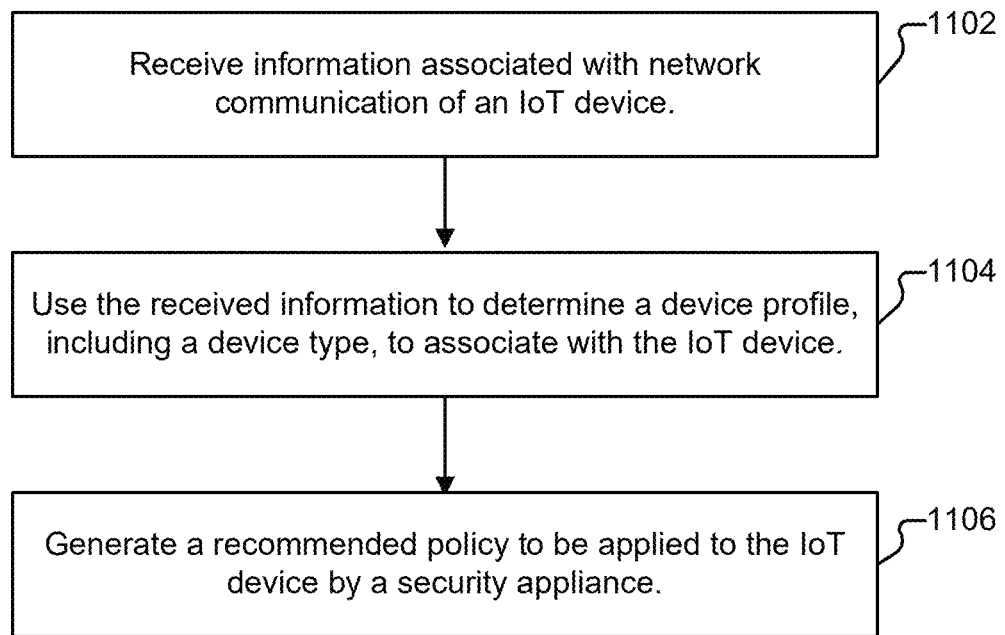 1102
Receive information associated with network
communication of an IoT device.
1104
Use the received information to determine a device profile,
including a device type, to associate with the IoT device.
1106
Generate a recommended policy to be applied to the IoT
device by a security appliance.